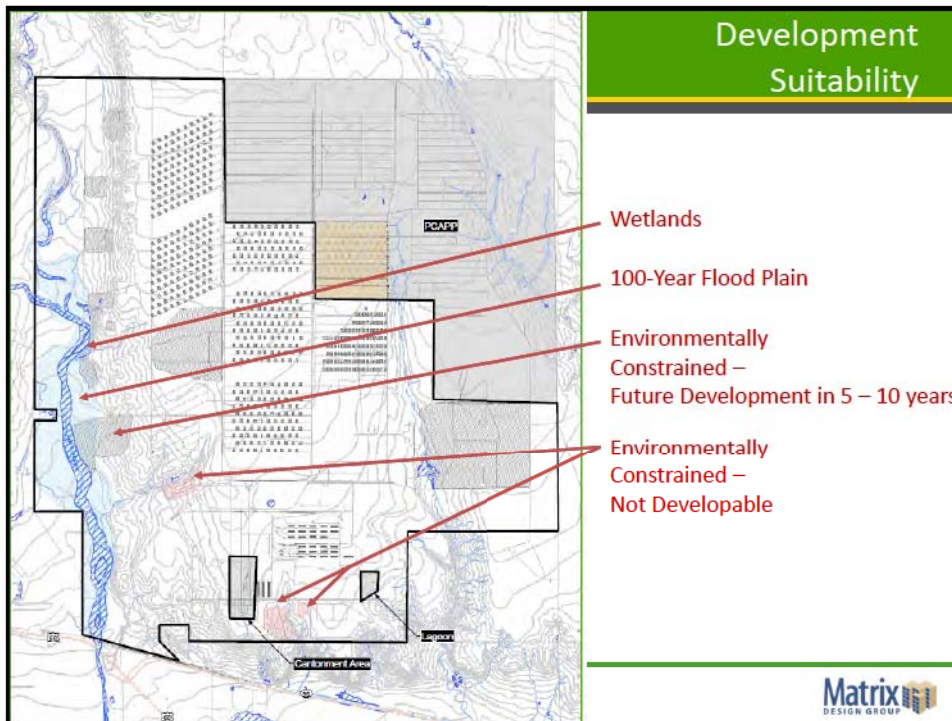 Development
Suitability
PCAPP
Wetlands
100-Year Flood Plain
Environmentally
Constrained –
Future Development in 5 – 10 years
Environmentally
Constrained –
Not Developable
Lagoon
Cantonment Area
Matrix
DESIGN GROUP